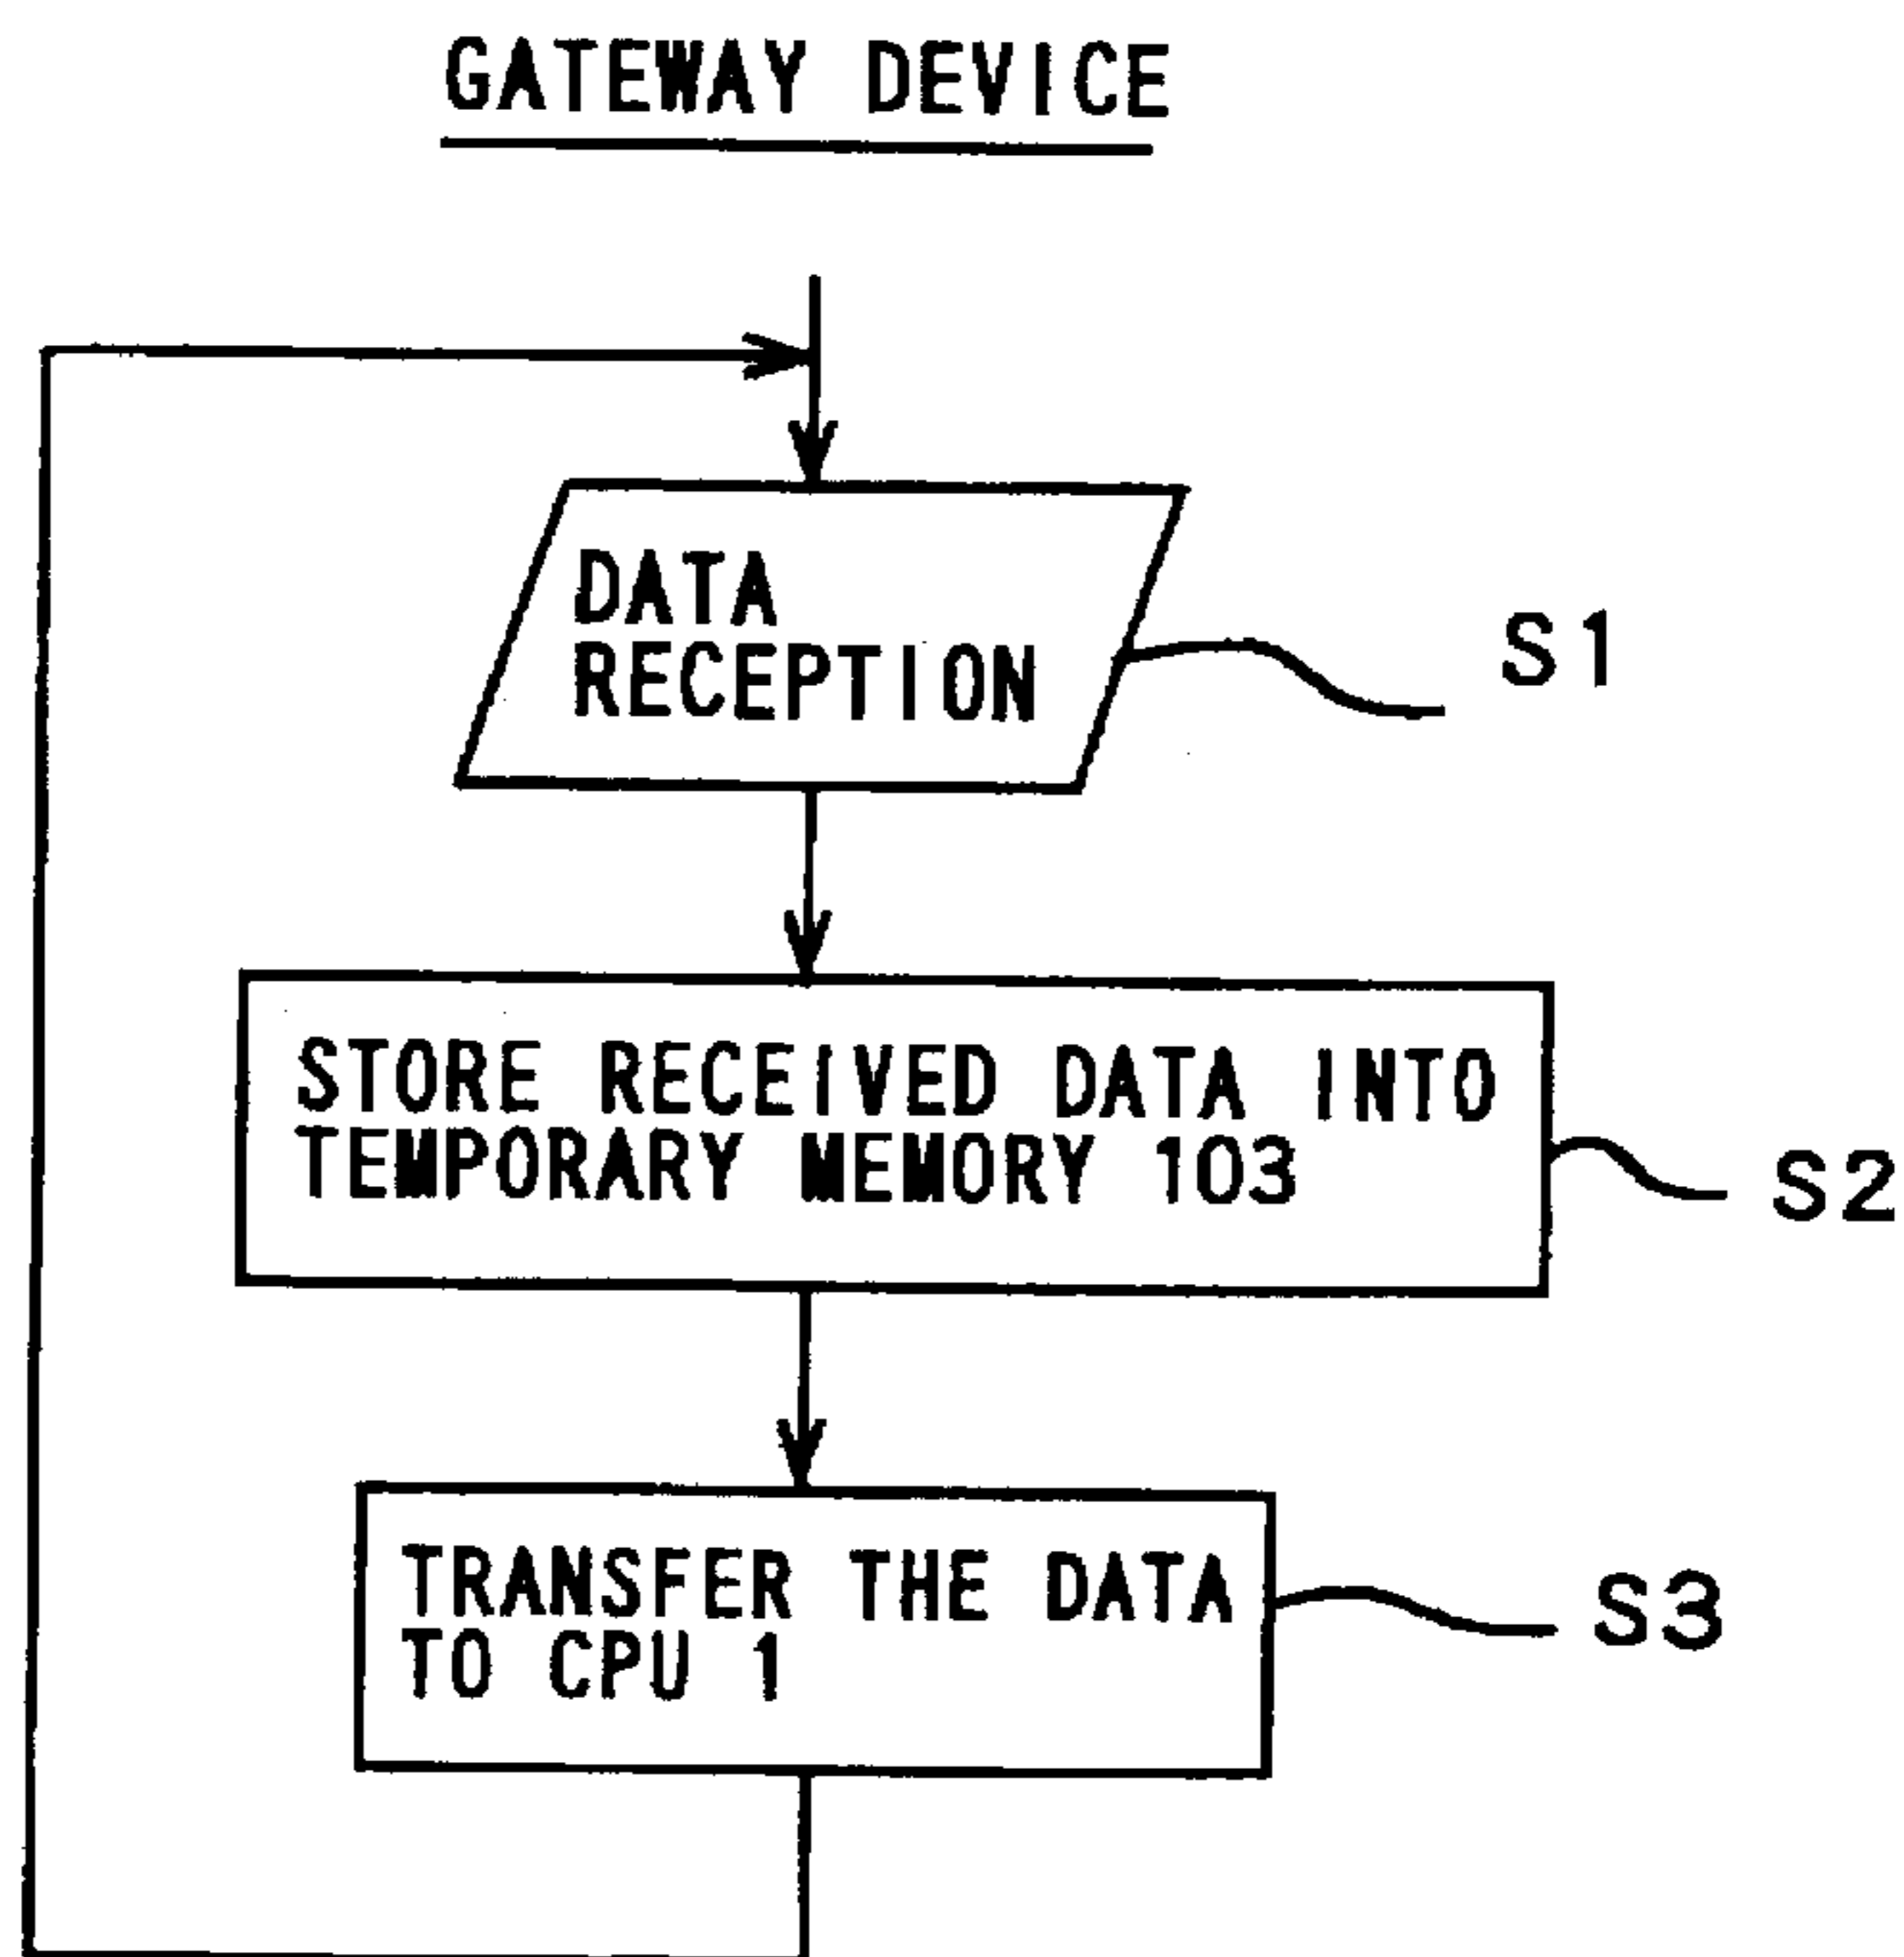 GATEWAY DEVICE
DATA
RECEPTION
S1
STORE RECEIVED DATA INTO
TEMPORARY MEMORY 103
S2
TRANSFER THE DATA
TO CPU 1
S3